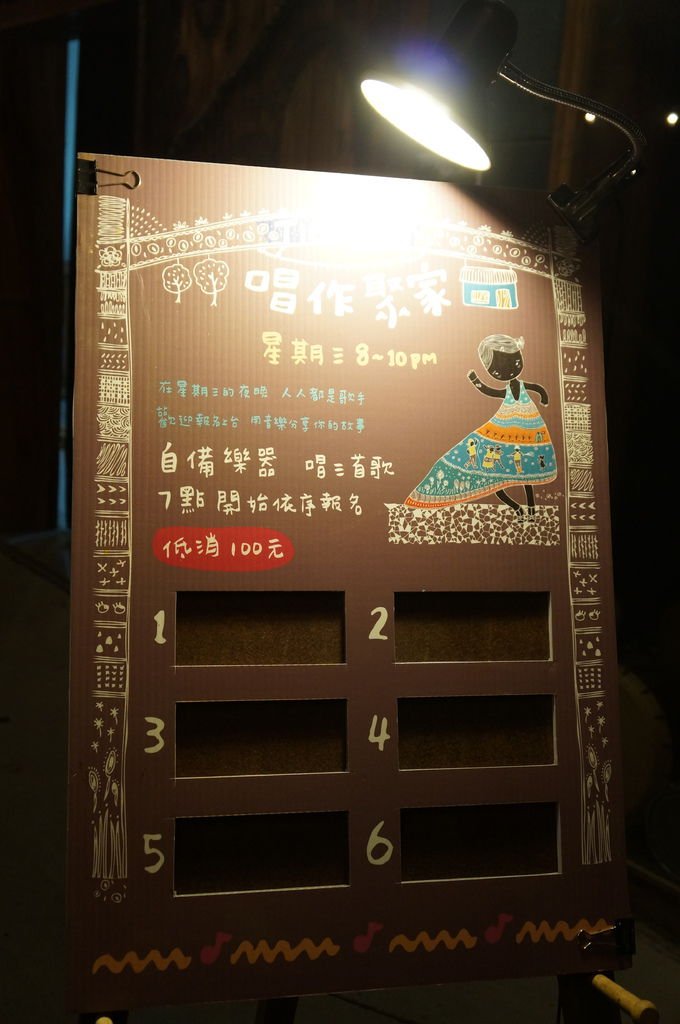 唱作聚家
星期三 8~10pm
在星期三的夜晚 人人都是歌手
歡迎報名上台 用音樂分享你的故事
自備樂器 唱三首歌
7點開始依序報名
低消100元
1 2
3 4
5 6